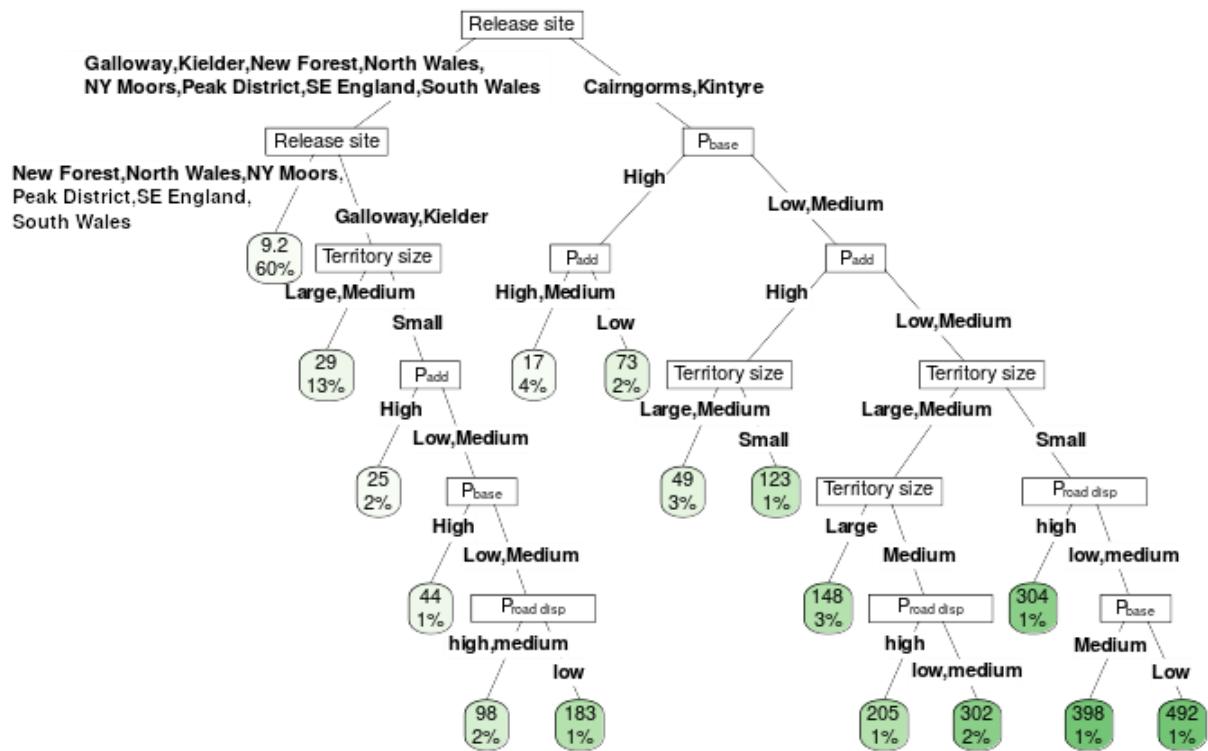 Release site
Galloway,Kielder,New Forest,North Wales,
NY Moors,Peak District,SE England,South Wales
Cairngorms,Kintyre
Release site
Pbase
New Forest,North Wales,NY Moors,
Peak District,SE England,
South Wales
High
Low,Medium
Galloway,Kielder
9.2
60%
Territory size
Padd
Padd
Large,Medium
High,Medium
High
Small
Low
Low,Medium
29
13%
Padd
17
4%
73
2%
Territory size
Territory size
High
Large,Medium
Large,Medium
Low,Medium
Small
Small
25
2%
Pbase
49
3%
123
1%
Territory size
Proad disp
High
Large
high
Low,Medium
Medium
low,medium
44
1%
Proad disp
148
3%
Proad disp
304
1%
Pbase
high,medium
high
Medium
low
low,medium
Low
98
2%
183
1%
205
1%
302
2%
398
1%
492
1%